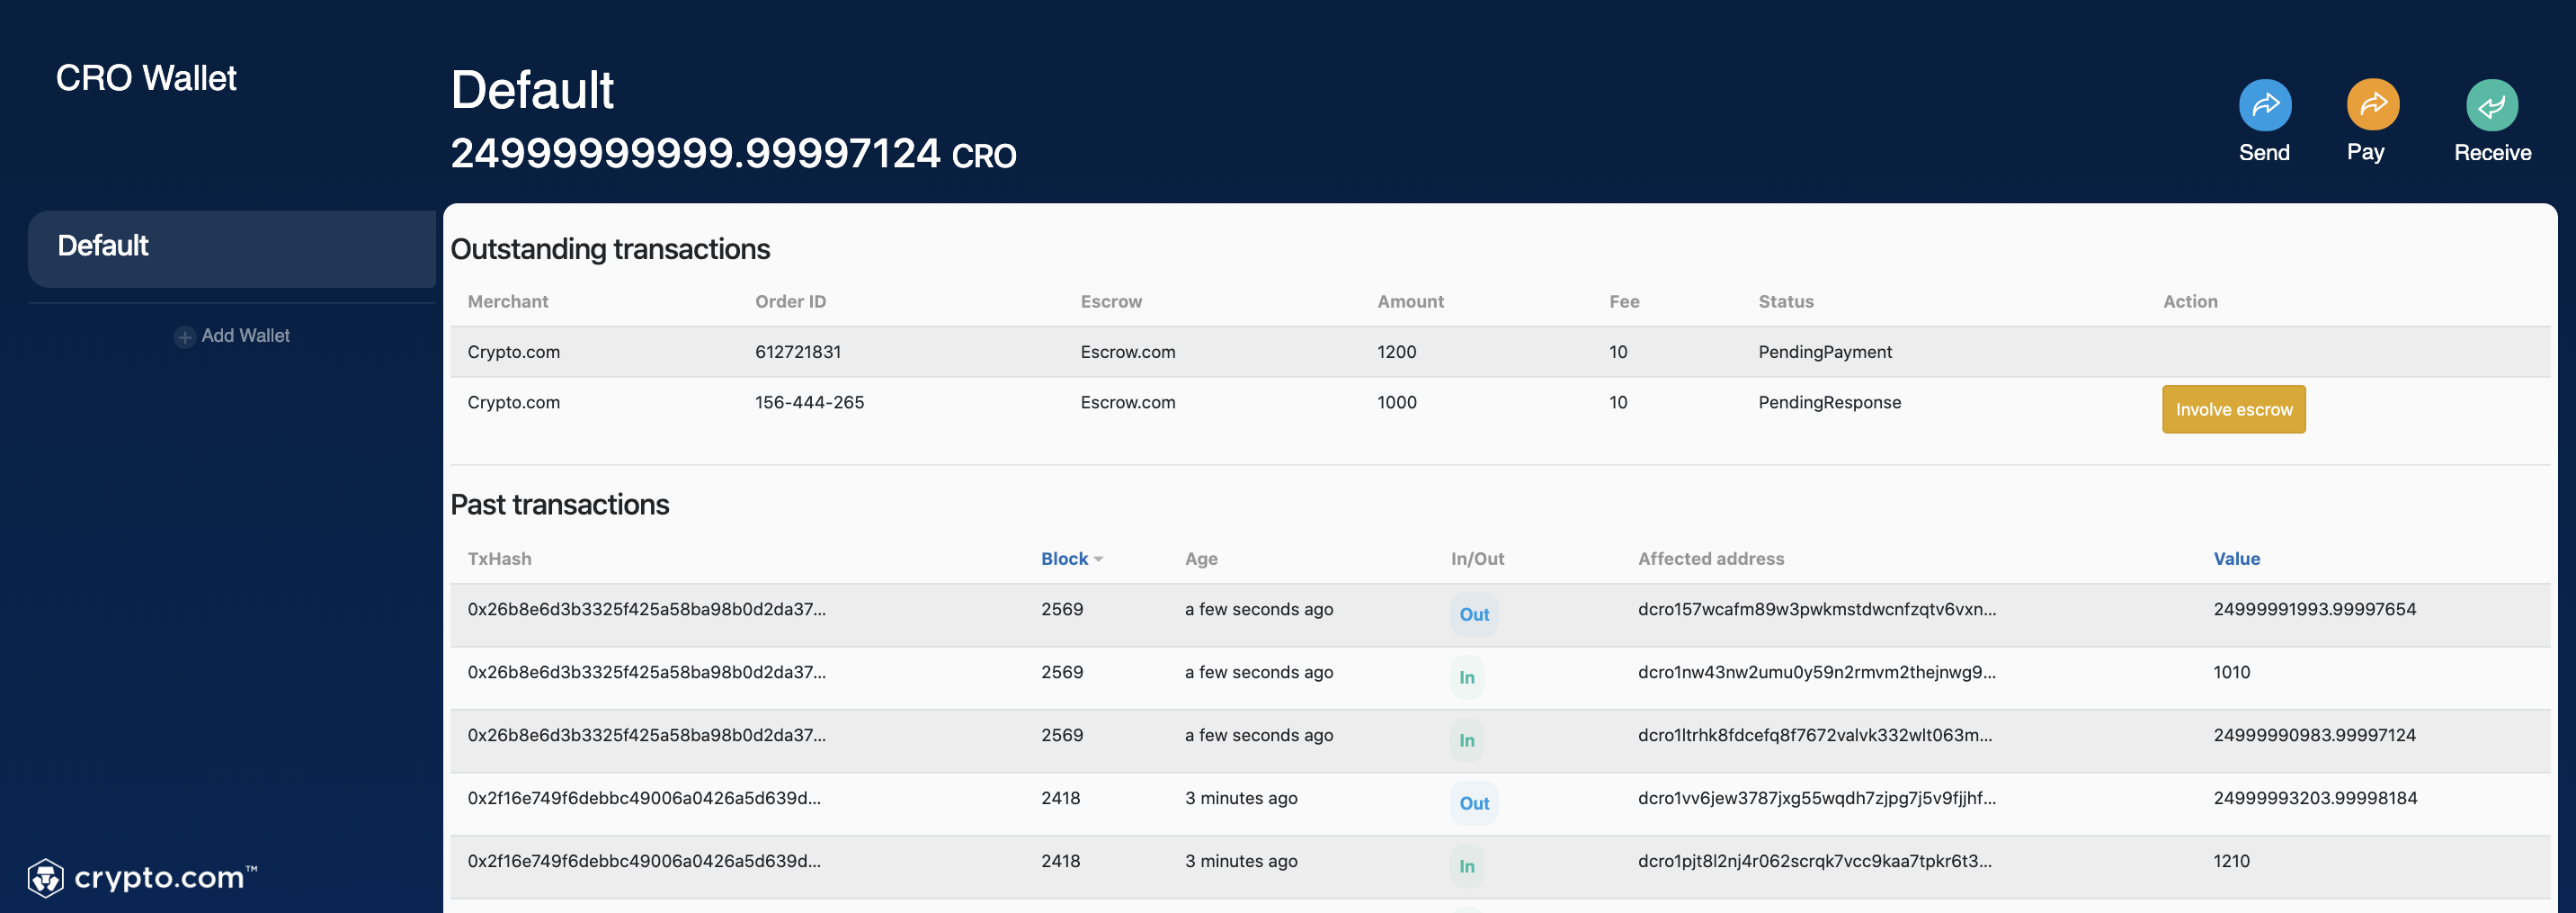 CRO Wallet
Default
24999999999.99997124 CRO
Send
Pay
Receive
Default
Add Wallet
Outstanding transactions
Merchant Order ID Escrow Amount Fee Status Action
Crypto.com 612721831 Escrow.com 1200 10 PendingPayment
Crypto.com 156-444-265 Escrow.com 1000 10 PendingResponse Involve escrow
Past transactions
TxHash Block Age In/Out Affected address Value
0x26b8e6d3b3325f425a58ba98b0d2da37... 2569 a few seconds ago Out dcro157wcafm89w3pwkmstdwcnfzqtv6vxn... 24999991993.99997654
0x26b8e6d3b3325f425a58ba98b0d2da37... 2569 a few seconds ago In dcro1nw43nw2umu0y59n2rmvm2thejnwg9... 1010
0x26b8e6d3b3325f425a58ba98b0d2da37... 2569 a few seconds ago In dcro1ltrhk8fdcefq8f7672valvk332wlt063m... 24999990983.99997124
0x2f16e749f6debbc49006a0426a5d639d... 2418 3 minutes ago Out dcro1vv6jew3787jxg55wqdh7zjpg7j5v9fjjhf... 24999993203.99998184
0x2f16e749f6debbc49006a0426a5d639d... 2418 3 minutes ago In dcro1pjt8l2nj4r062scrqk7vcc9kaa7tpkr6t3... 1210
crypto.com™